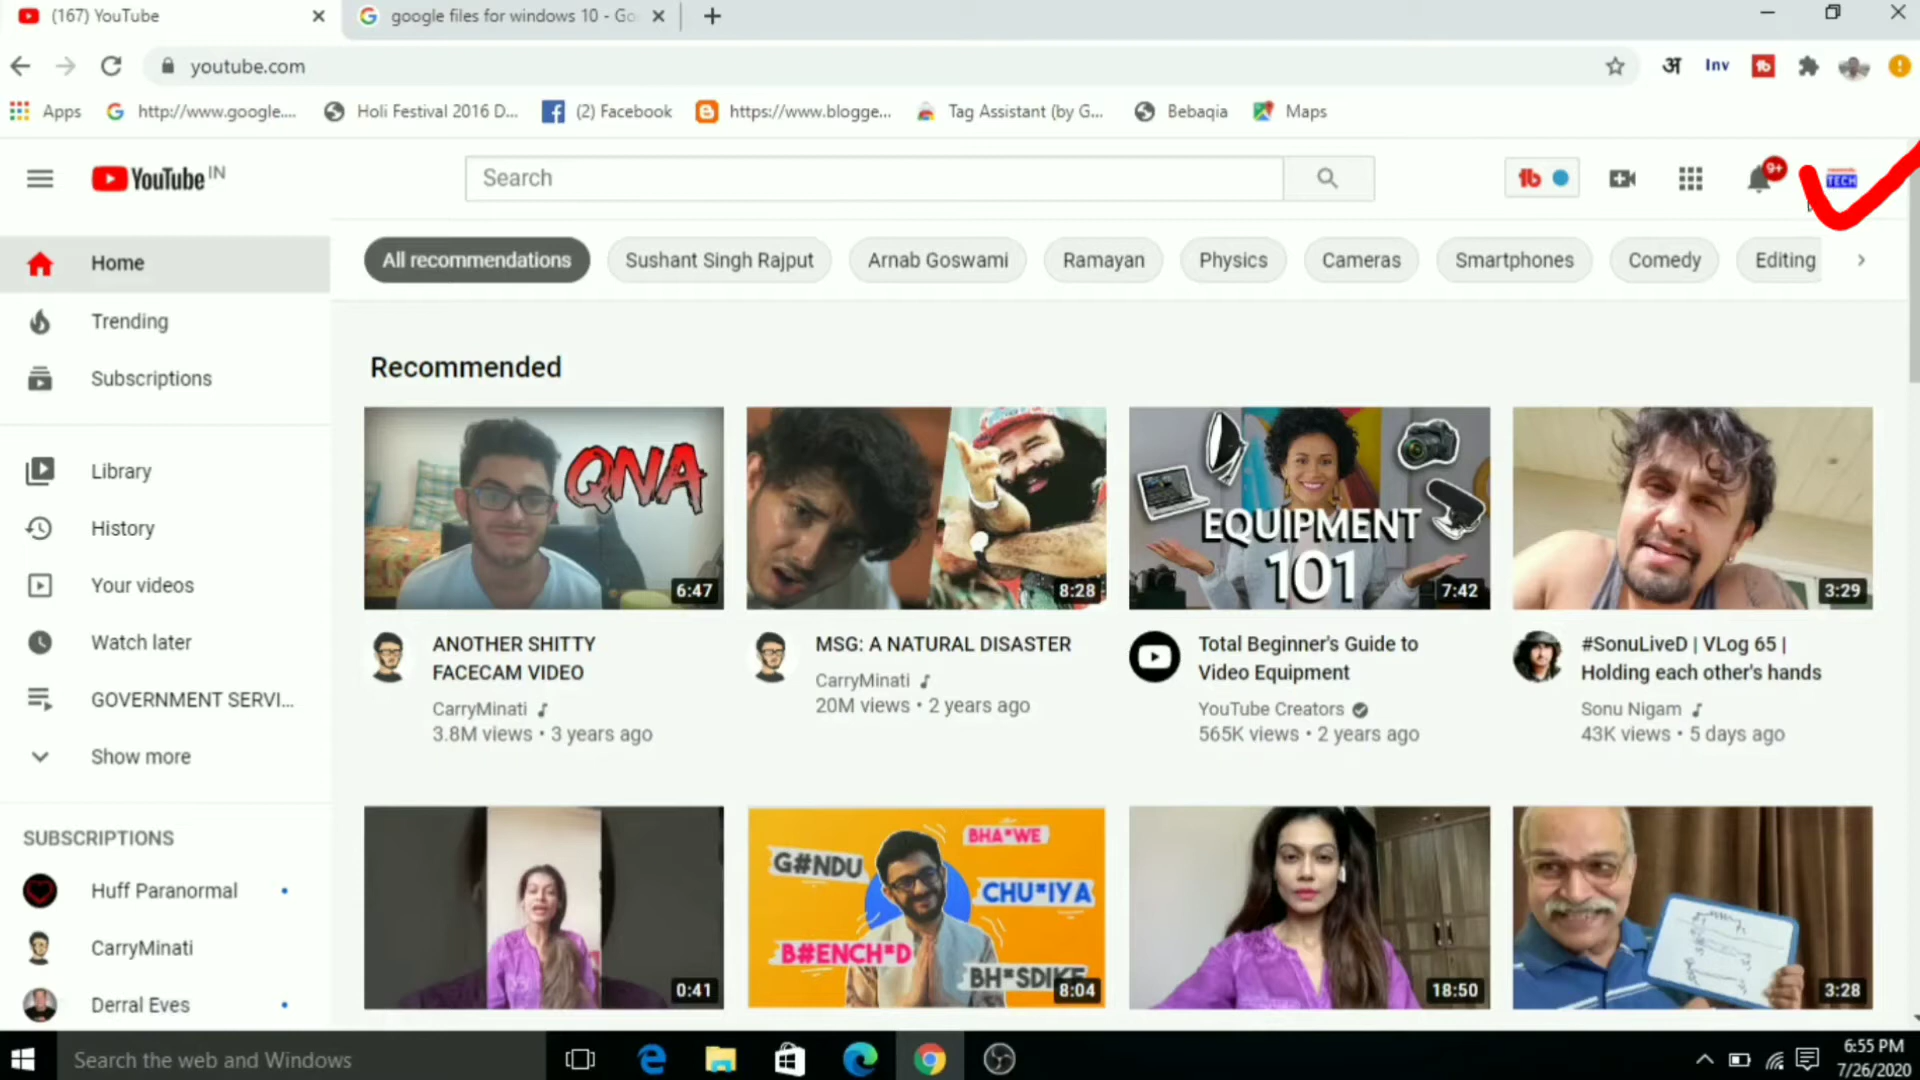 (167) YouTube
google files for windows 10 - Go
youtube.com
अ
Inv
Apps
http://www.google....
Holi Festival 2016 D...
(2) Facebook
https://www.blogge...
Tag Assistant (by G...
Bebaqia
Maps
YouTube IN
Search
9+
TECH
Home
Trending
Subscriptions
Library
History
Your videos
Watch later
GOVERNMENT SERVI...
Show more
SUBSCRIPTIONS
Huff Paranormal
CarryMinati
Derral Eves
All recommendations
Sushant Singh Rajput
Arnab Goswami
Ramayan
Physics
Cameras
Smartphones
Comedy
Editing
Recommended
QNA
6:47
ANOTHER SHITTY
FACECAM VIDEO
CarryMinati
3.8M views • 3 years ago
8:28
MSG: A NATURAL DISASTER
CarryMinati
20M views • 2 years ago
EQUIPMENT
101
7:42
Total Beginner's Guide to
Video Equipment
YouTube Creators
565K views • 2 years ago
3:29
#SonuLiveD | VLog 65 |
Holding each other's hands
Sonu Nigam
43K views • 5 days ago
0:41
BHA*WE
G#NDU
CHU*IYA
B#ENCH*D
BH*SDIKE
8:04
18:50
3:28
Search the web and Windows
6:55 PM
7/26/2020